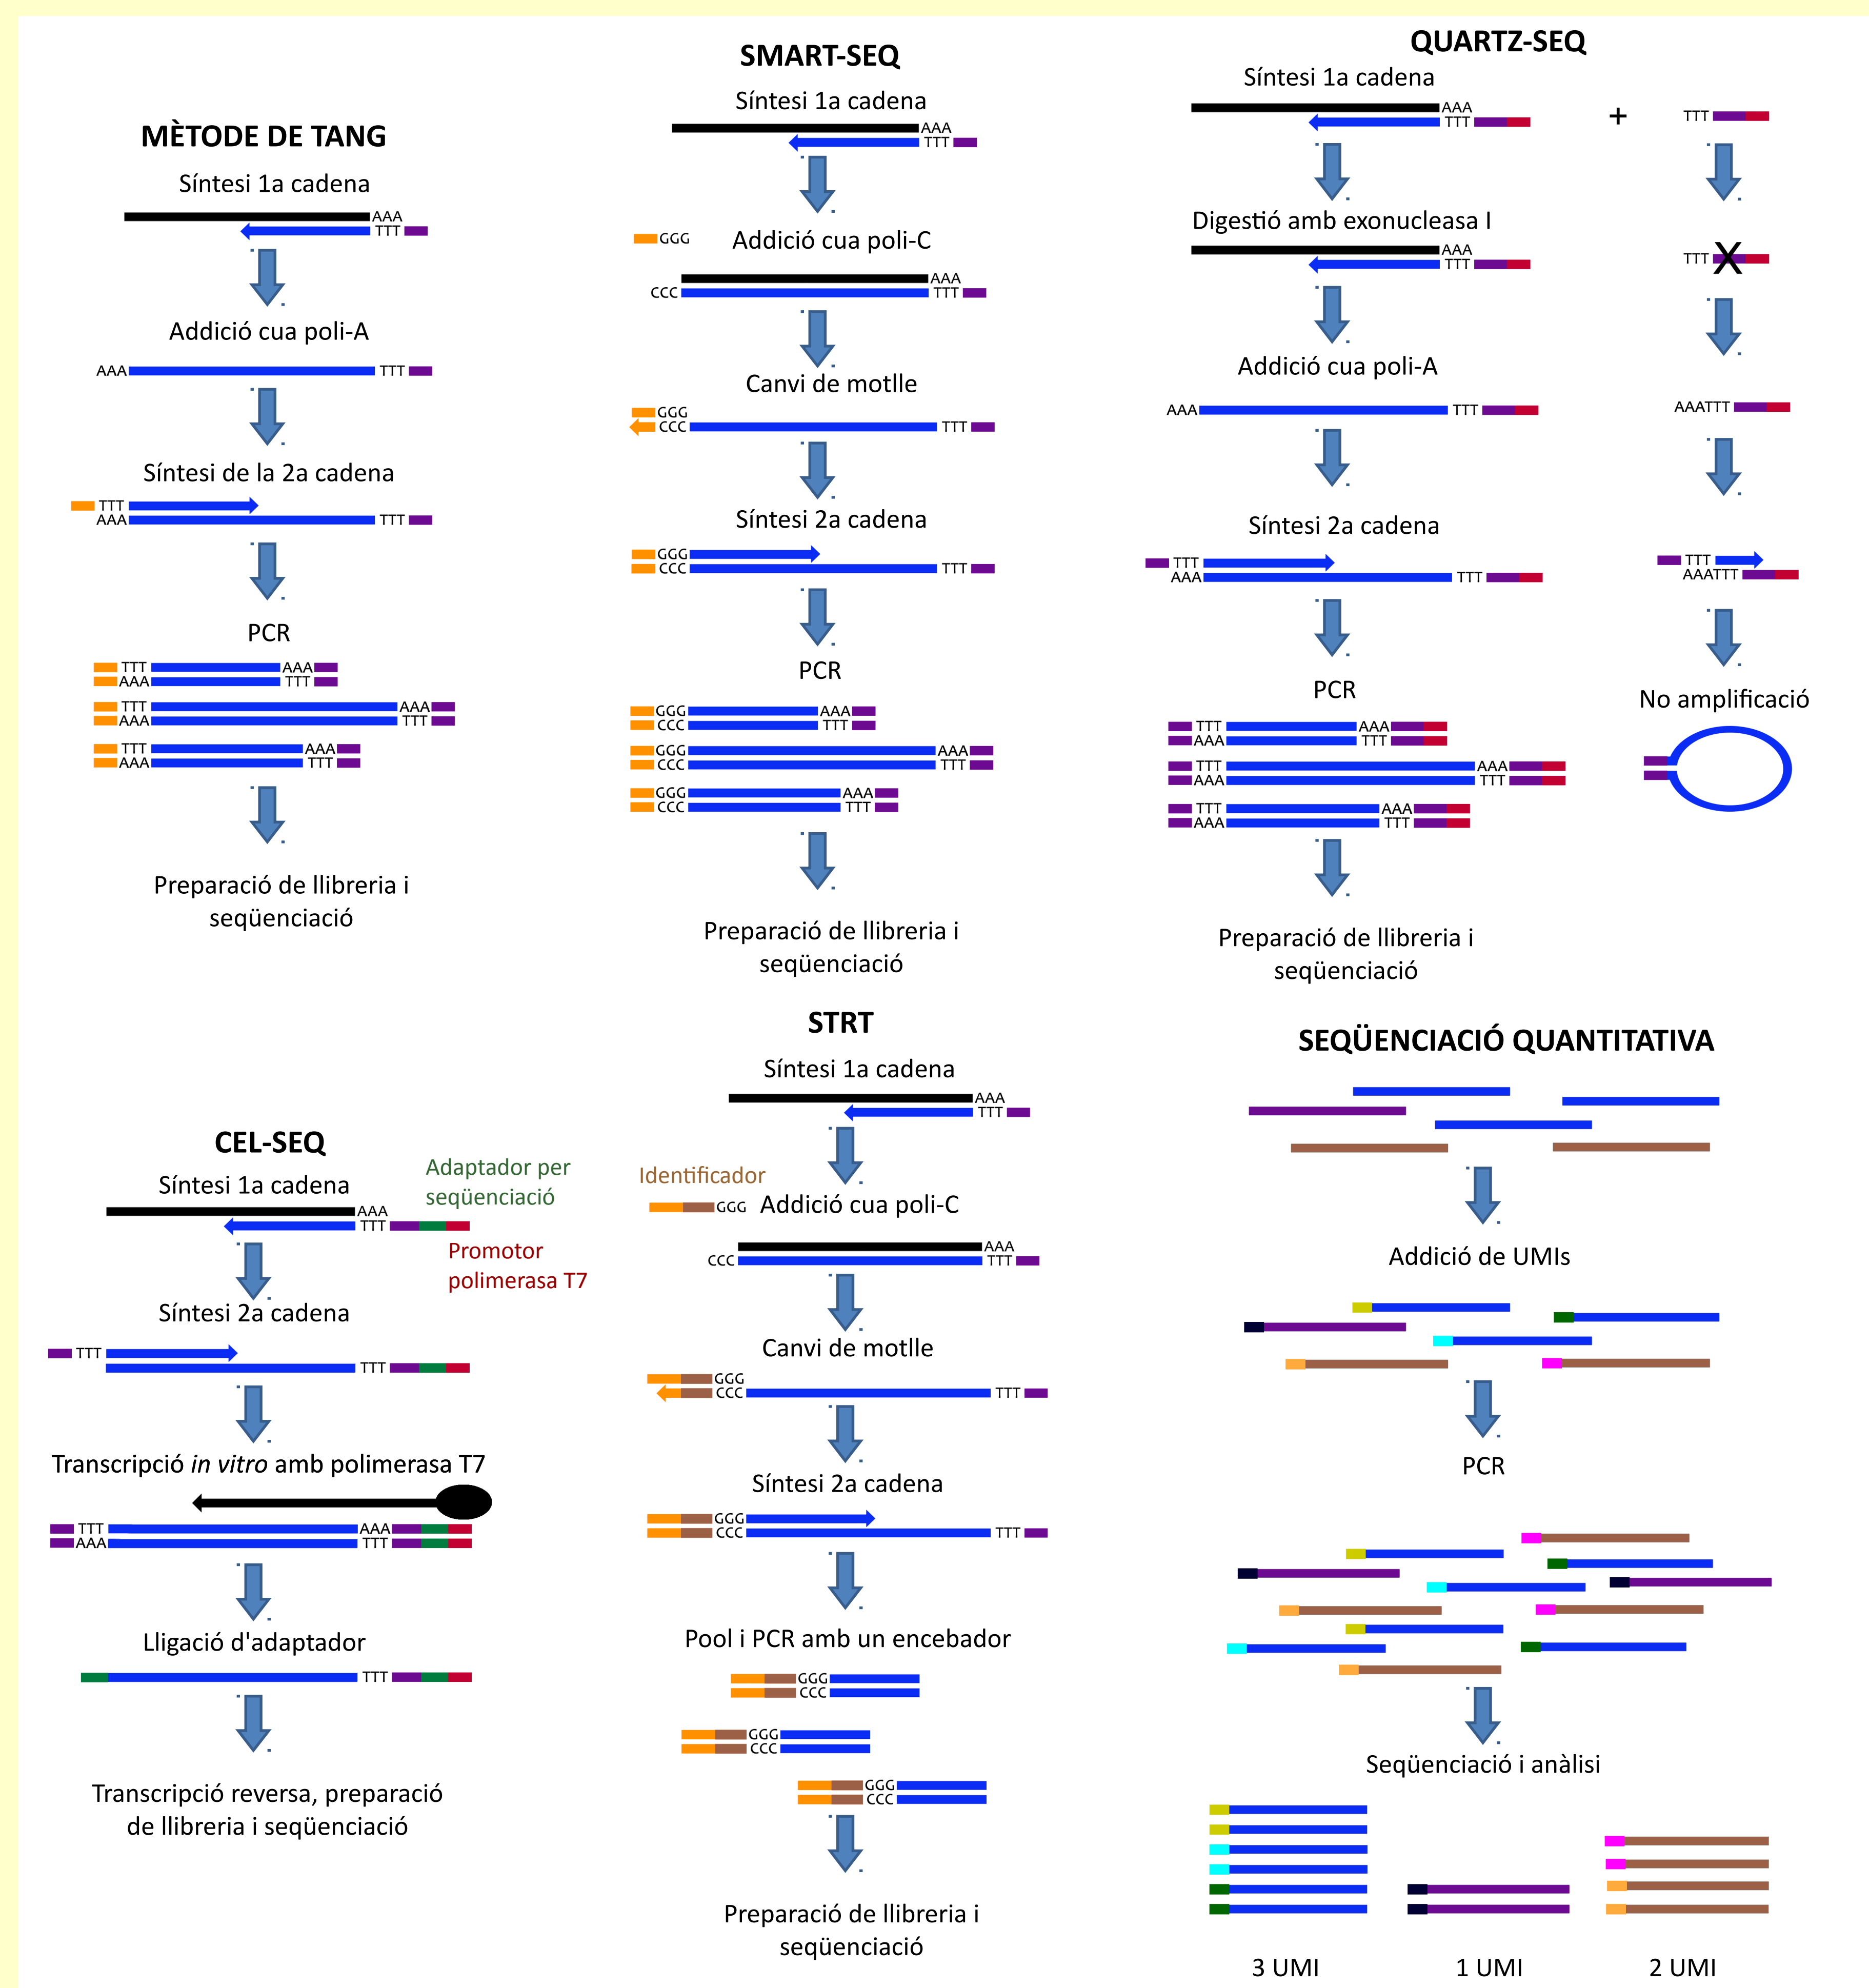 MÈTODE DE TANG
Síntesi 1a cadena
AAA
TTT
Addició cua poli-A
AAA TTT
Síntesi de la 2a cadena
TTT
AAA TTT
PCR
TTT AAA
AAA TTT
TTT AAA
AAA TTT
TTT AAA
AAA TTT
Preparació de llibreria i
seqüenciació
SMART-SEQ
Síntesi 1a cadena
AAA
TTT
GGG Addició cua poli-C
AAA
CCC TTT
Canvi de motlle
GGG
CCC TTT
Síntesi 2a cadena
GGG
CCC TTT
PCR
GGG AAA
CCC TTT
GGG AAA
CCC TTT
GGG AAA
CCC TTT
Preparació de llibreria i
seqüenciació
QUARTZ-SEQ
Síntesi 1a cadena
AAA
TTT
+ TTT
Digestió amb exonucleasa I
AAA
TTT
TTT X
Addició cua poli-A
AAA TTT
AAATTT
Síntesi 2a cadena
TTT
AAA TTT
TTT
AAATTT
PCR
TTT AAA
AAA TTT
TTT AAA
AAA TTT
TTT AAA
AAA TTT
No amplificació
Preparació de llibreria i
seqüenciació
CEL-SEQ
Síntesi 1a cadena
Adaptador per
seqüenciació
AAA
TTT
Promotor
polimerasa T7
Síntesi 2a cadena
TTT
TTT
Transcripció in vitro amb polimerasa T7
TTT AAA
AAA TTT
Lligació d'adaptador
TTT
Transcripció reversa, preparació
de llibreria i seqüenciació
STRT
Síntesi 1a cadena
AAA
TTT
Identificador
GGG Addició cua poli-C
AAA
CCC TTT
Canvi de motlle
GGG
CCC TTT
Síntesi 2a cadena
GGG
CCC TTT
Pool i PCR amb un encebador
GGG
CCC
GGG
CCC
GGG
CCC
Preparació de llibreria i
seqüenciació
SEQÜENCIACIÓ QUANTITATIVA
Addició de UMIs
PCR
Seqüenciació i anàlisi
3 UMI 1 UMI 2 UMI